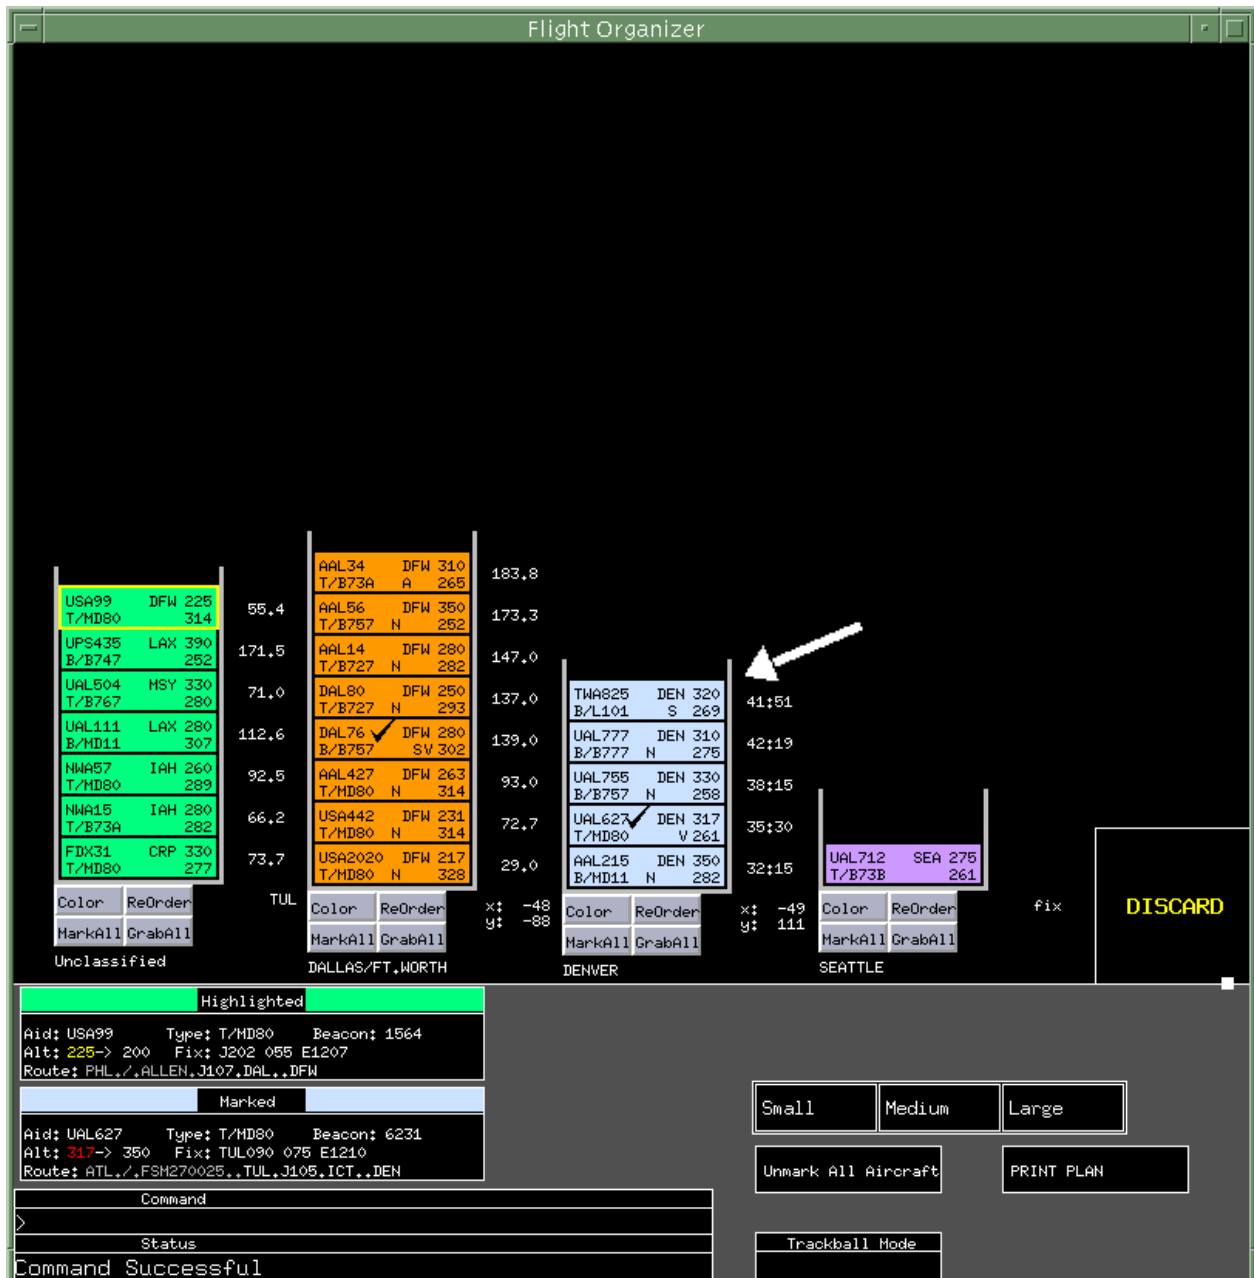 Flight Organizer
USA99 DFW 225
T/MD80 314
55.4
UPS435 LAX 390
B/B747 252
171.5
UAL504 MSY 330
T/B767 280
71.0
UAL111 LAX 280
B/MD11 307
112.6
NWA57 IAH 260
T/MD80 289
92.5
NWA15 IAH 280
T/B73A 282
66.2
FDX31 CRP 330
T/MD80 277
73.7
Color ReOrder
TUL
MarkAll GrabAll
Unclassified
AAL34 DFW 310
T/B73A A 265
183.8
AAL56 DFW 350
T/B757 N 252
173.3
AAL14 DFW 280
T/B727 N 282
147.0
DAL80 DFW 250
T/B727 N 293
137.0
DAL76 DFW 280
B/B757 SV 302
139.0
AAL427 DFW 263
T/MD80 N 314
93.0
USA442 DFW 231
T/MD80 N 314
72.7
USA2020 DFW 217
T/MD80 N 328
29.0
Color ReOrder
x: -48
y: -88
MarkAll GrabAll
DALLAS/FT.WORTH
TWA825 DEN 320
B/L101 S 269
41:51
UAL777 DEN 310
B/B777 N 275
42:19
UAL755 DEN 330
B/B757 N 258
38:15
UAL627 DEN 317
T/MD80 V 261
35:30
AAL215 DEN 350
B/MD11 N 282
32:15
Color ReOrder
x: -49
y: 111
MarkAll GrabAll
DENVER
UAL712 SEA 275
T/B73B 261
Color ReOrder
fix
MarkAll GrabAll
SEATTLE
DISCARD
Highlighted
Aid: USA99 Type: T/MD80 Beacon: 1564
Alt: 225-> 200 Fix: J202 055 E1207
Route: PHL./.ALLEN.J107.DAL..DFW
Marked
Aid: UAL627 Type: T/MD80 Beacon: 6231
Alt: 317-> 350 Fix: TUL090 075 E1210
Route: ATL./.FSM270025..TUL.J105.ICT..DEN
Command
>
Status
Command Successful
Small Medium Large
Unmark All Aircraft PRINT PLAN
Trackball Mode